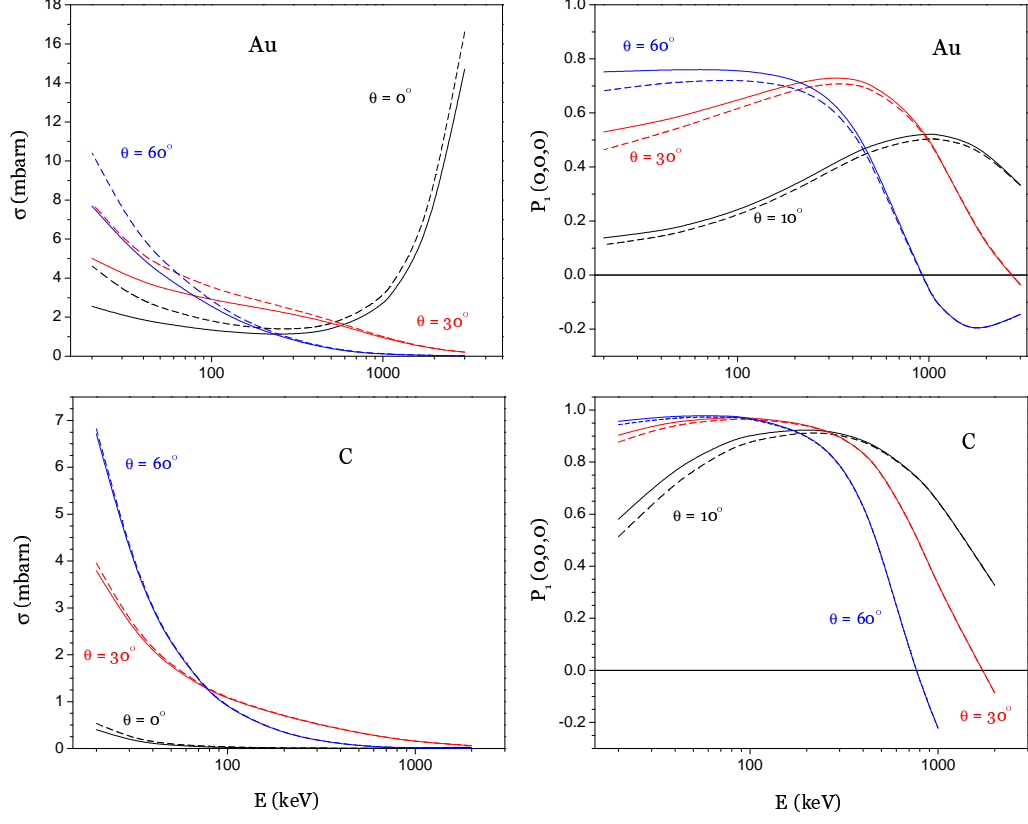 18
16
14
12
10
8
6
4
2
0
σ (mbarn)
Au
θ = 0°
θ = 60°
θ = 30°
100
1000
1.0
0.8
0.6
0.4
0.2
0.0
-0.2
P₁ (0,0,0)
θ = 60°
Au
θ = 30°
θ = 10°
100
1000
7
6
5
4
3
2
1
0
σ (mbarn)
C
θ = 60°
θ = 30°
θ = 0°
100
1000
E (keV)
1.0
0.8
0.6
0.4
0.2
0.0
-0.2
P₁ (0,0,0)
C
θ = 10°
θ = 60°
θ = 30°
100
1000
E (keV)